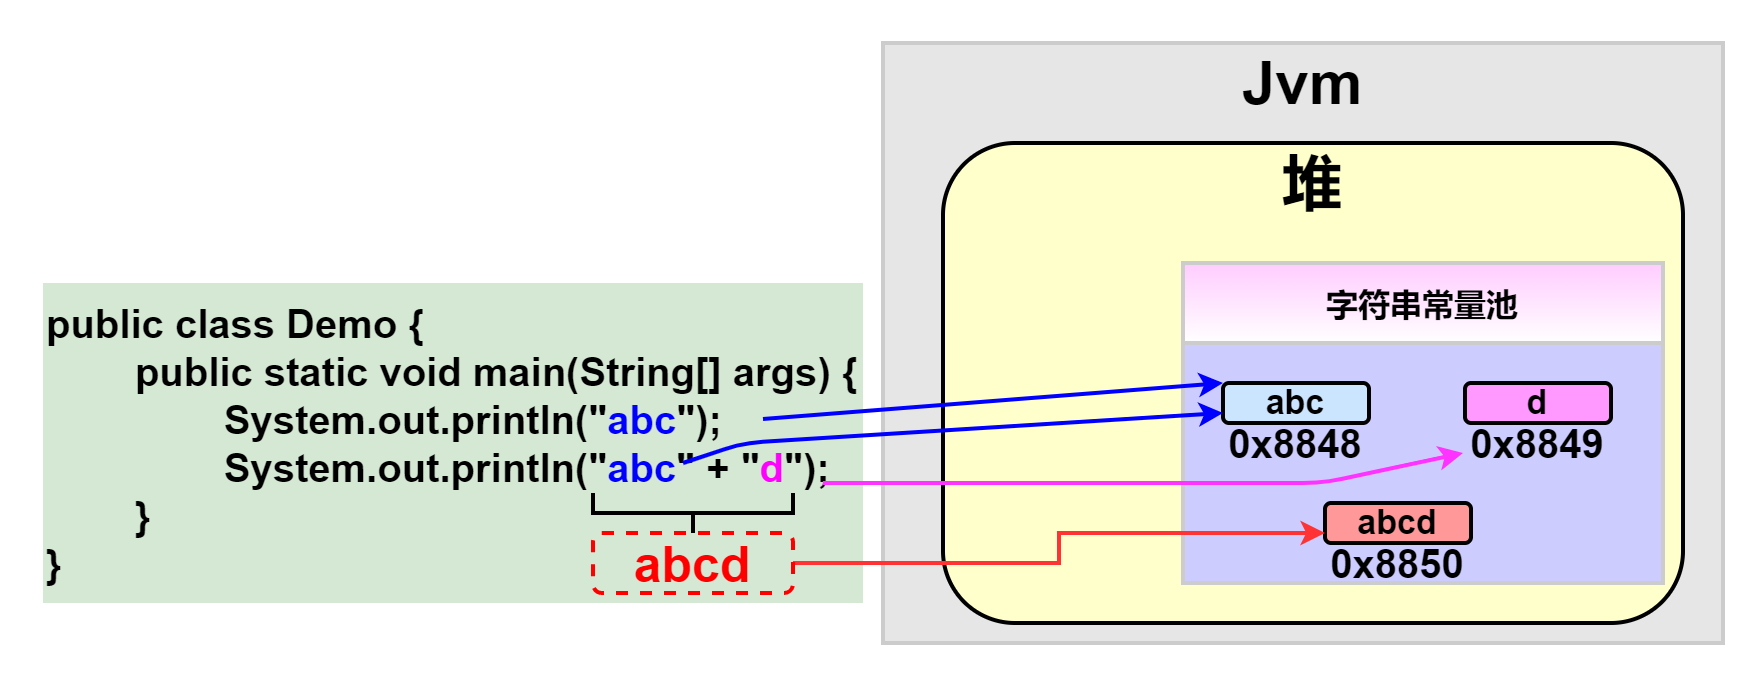 Jvm
堆
字符串常量池
public class Demo {
public static void main(String[] args) {
System.out.println("abc");
System.out.println("abc" + "d");
}
}
abcd
abc
0x8848
d
0x8849
abcd
0x8850